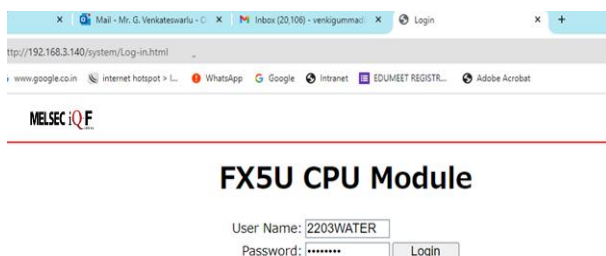 Mail - Mr. G. Venkateswarlu - O
Inbox (20,106) - venkigummadi
Login
ttp://192.168.3.140/system/Log-in.html
www.google.co.in
internet hotspot > L...
WhatsApp
Google
Intranet
EDUMEET REGISTR...
Adobe Acrobat
MELSEC iQ-F
FX5U CPU Module
User Name: 2203WATER
Password: ········ Login